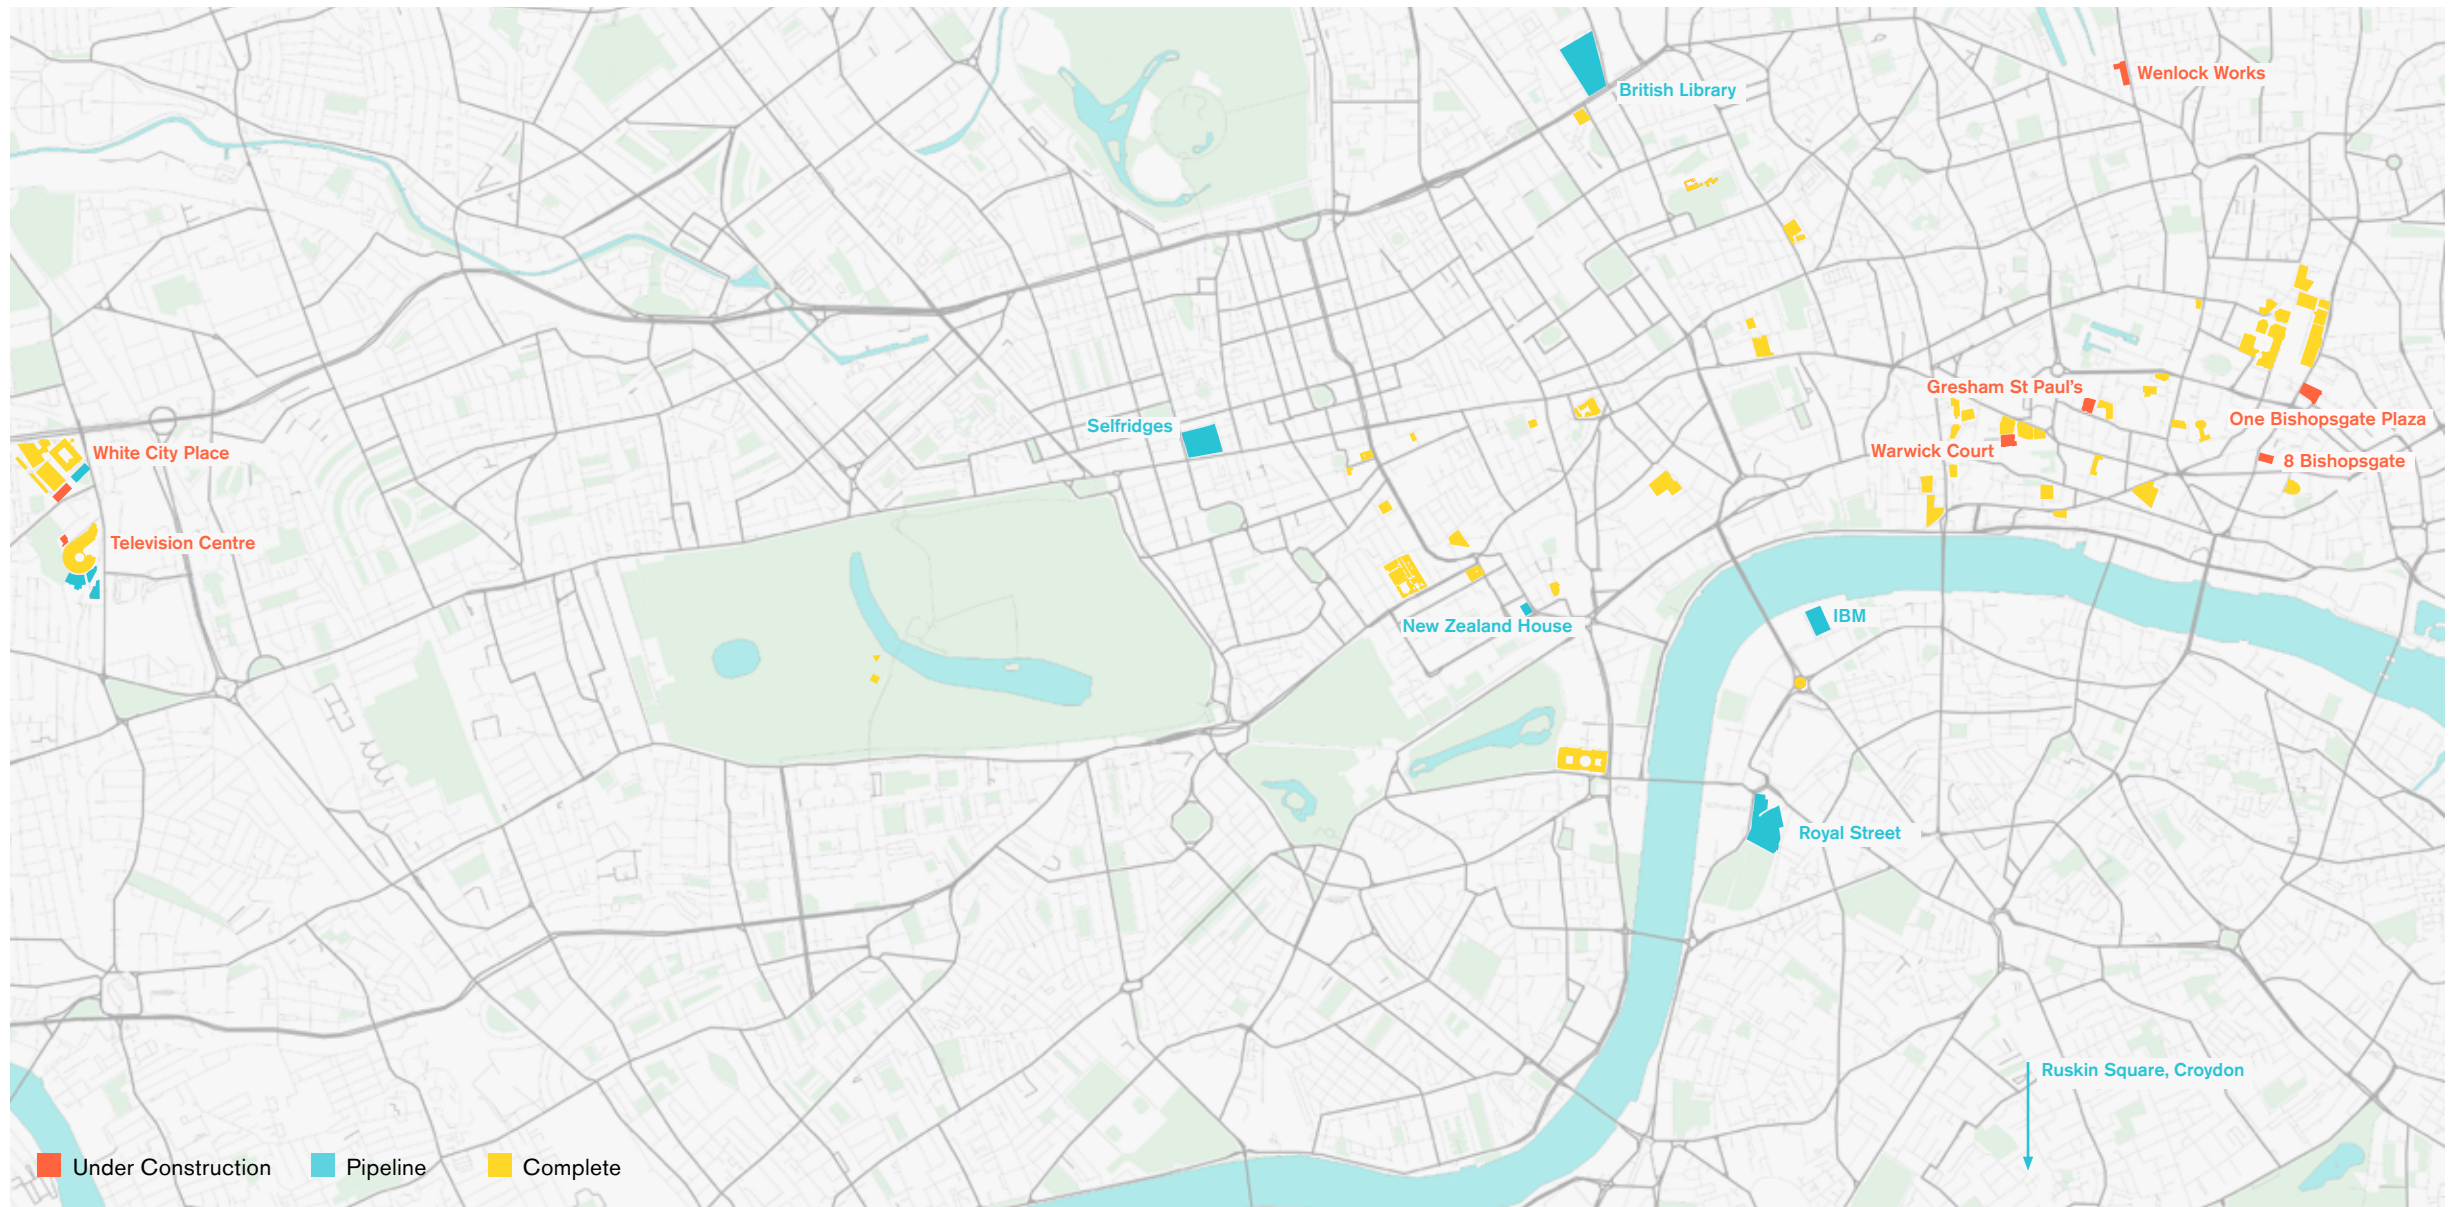 Wenlock Works
British Library
Gresham St Paul's
One Bishopsgate Plaza
Selfridges
Warwick Court
White City Place
8 Bishopsgate
Television Centre
IBM
New Zealand House
Royal Street
Ruskin Square, Croydon
Under Construction
Pipeline
Complete